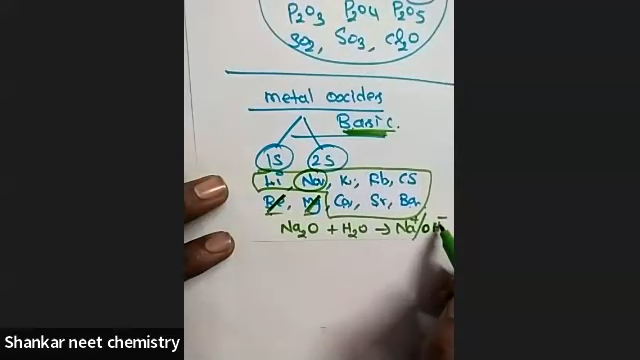 P2O3 P2O4 P2O5
SO2, SO3, Cl2O
metal oxides
Basic.
1S 2S
Li, Na, K, Rb, CS
Be, Mg, Ca, Sr, Ba
Na2O + H2O → Na+/OH-
Shankar neet chemistry